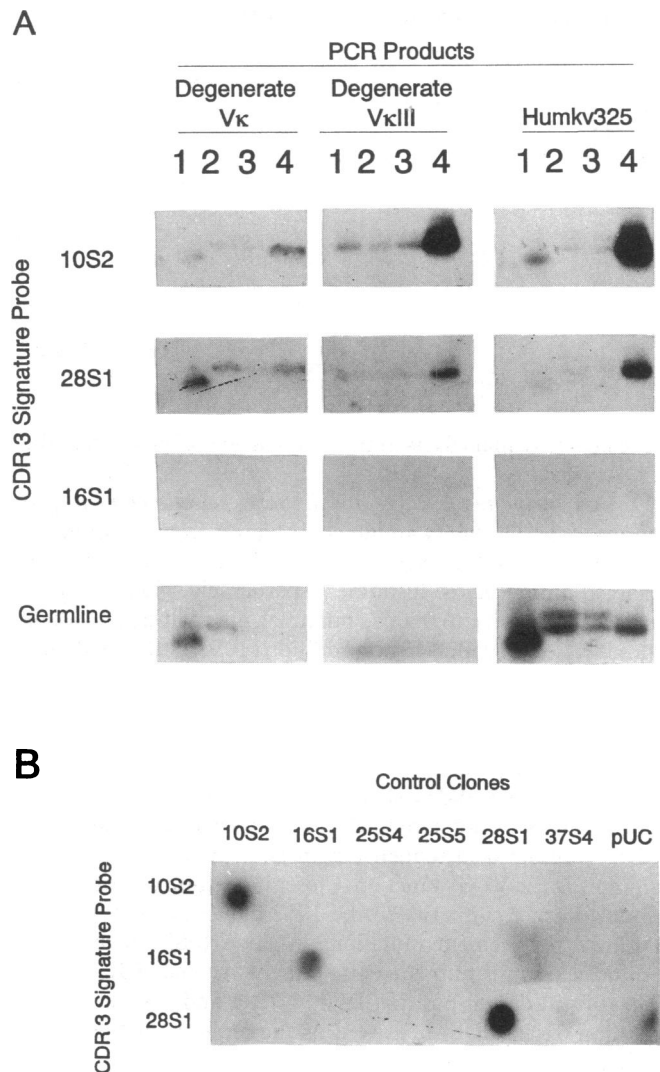 A
PCR Products
Degenerate Vκ
Degenerate VκIII
Humkv325
1 2 3 4
1 2 3 4
1 2 3 4
CDR 3 Signature Probe
10S2
28S1
16S1
Germline
B
Control Clones
10S2 16S1 25S4 25S5 28S1 37S4 pUC
CDR 3 Signature Probe
10S2
16S1
28S1